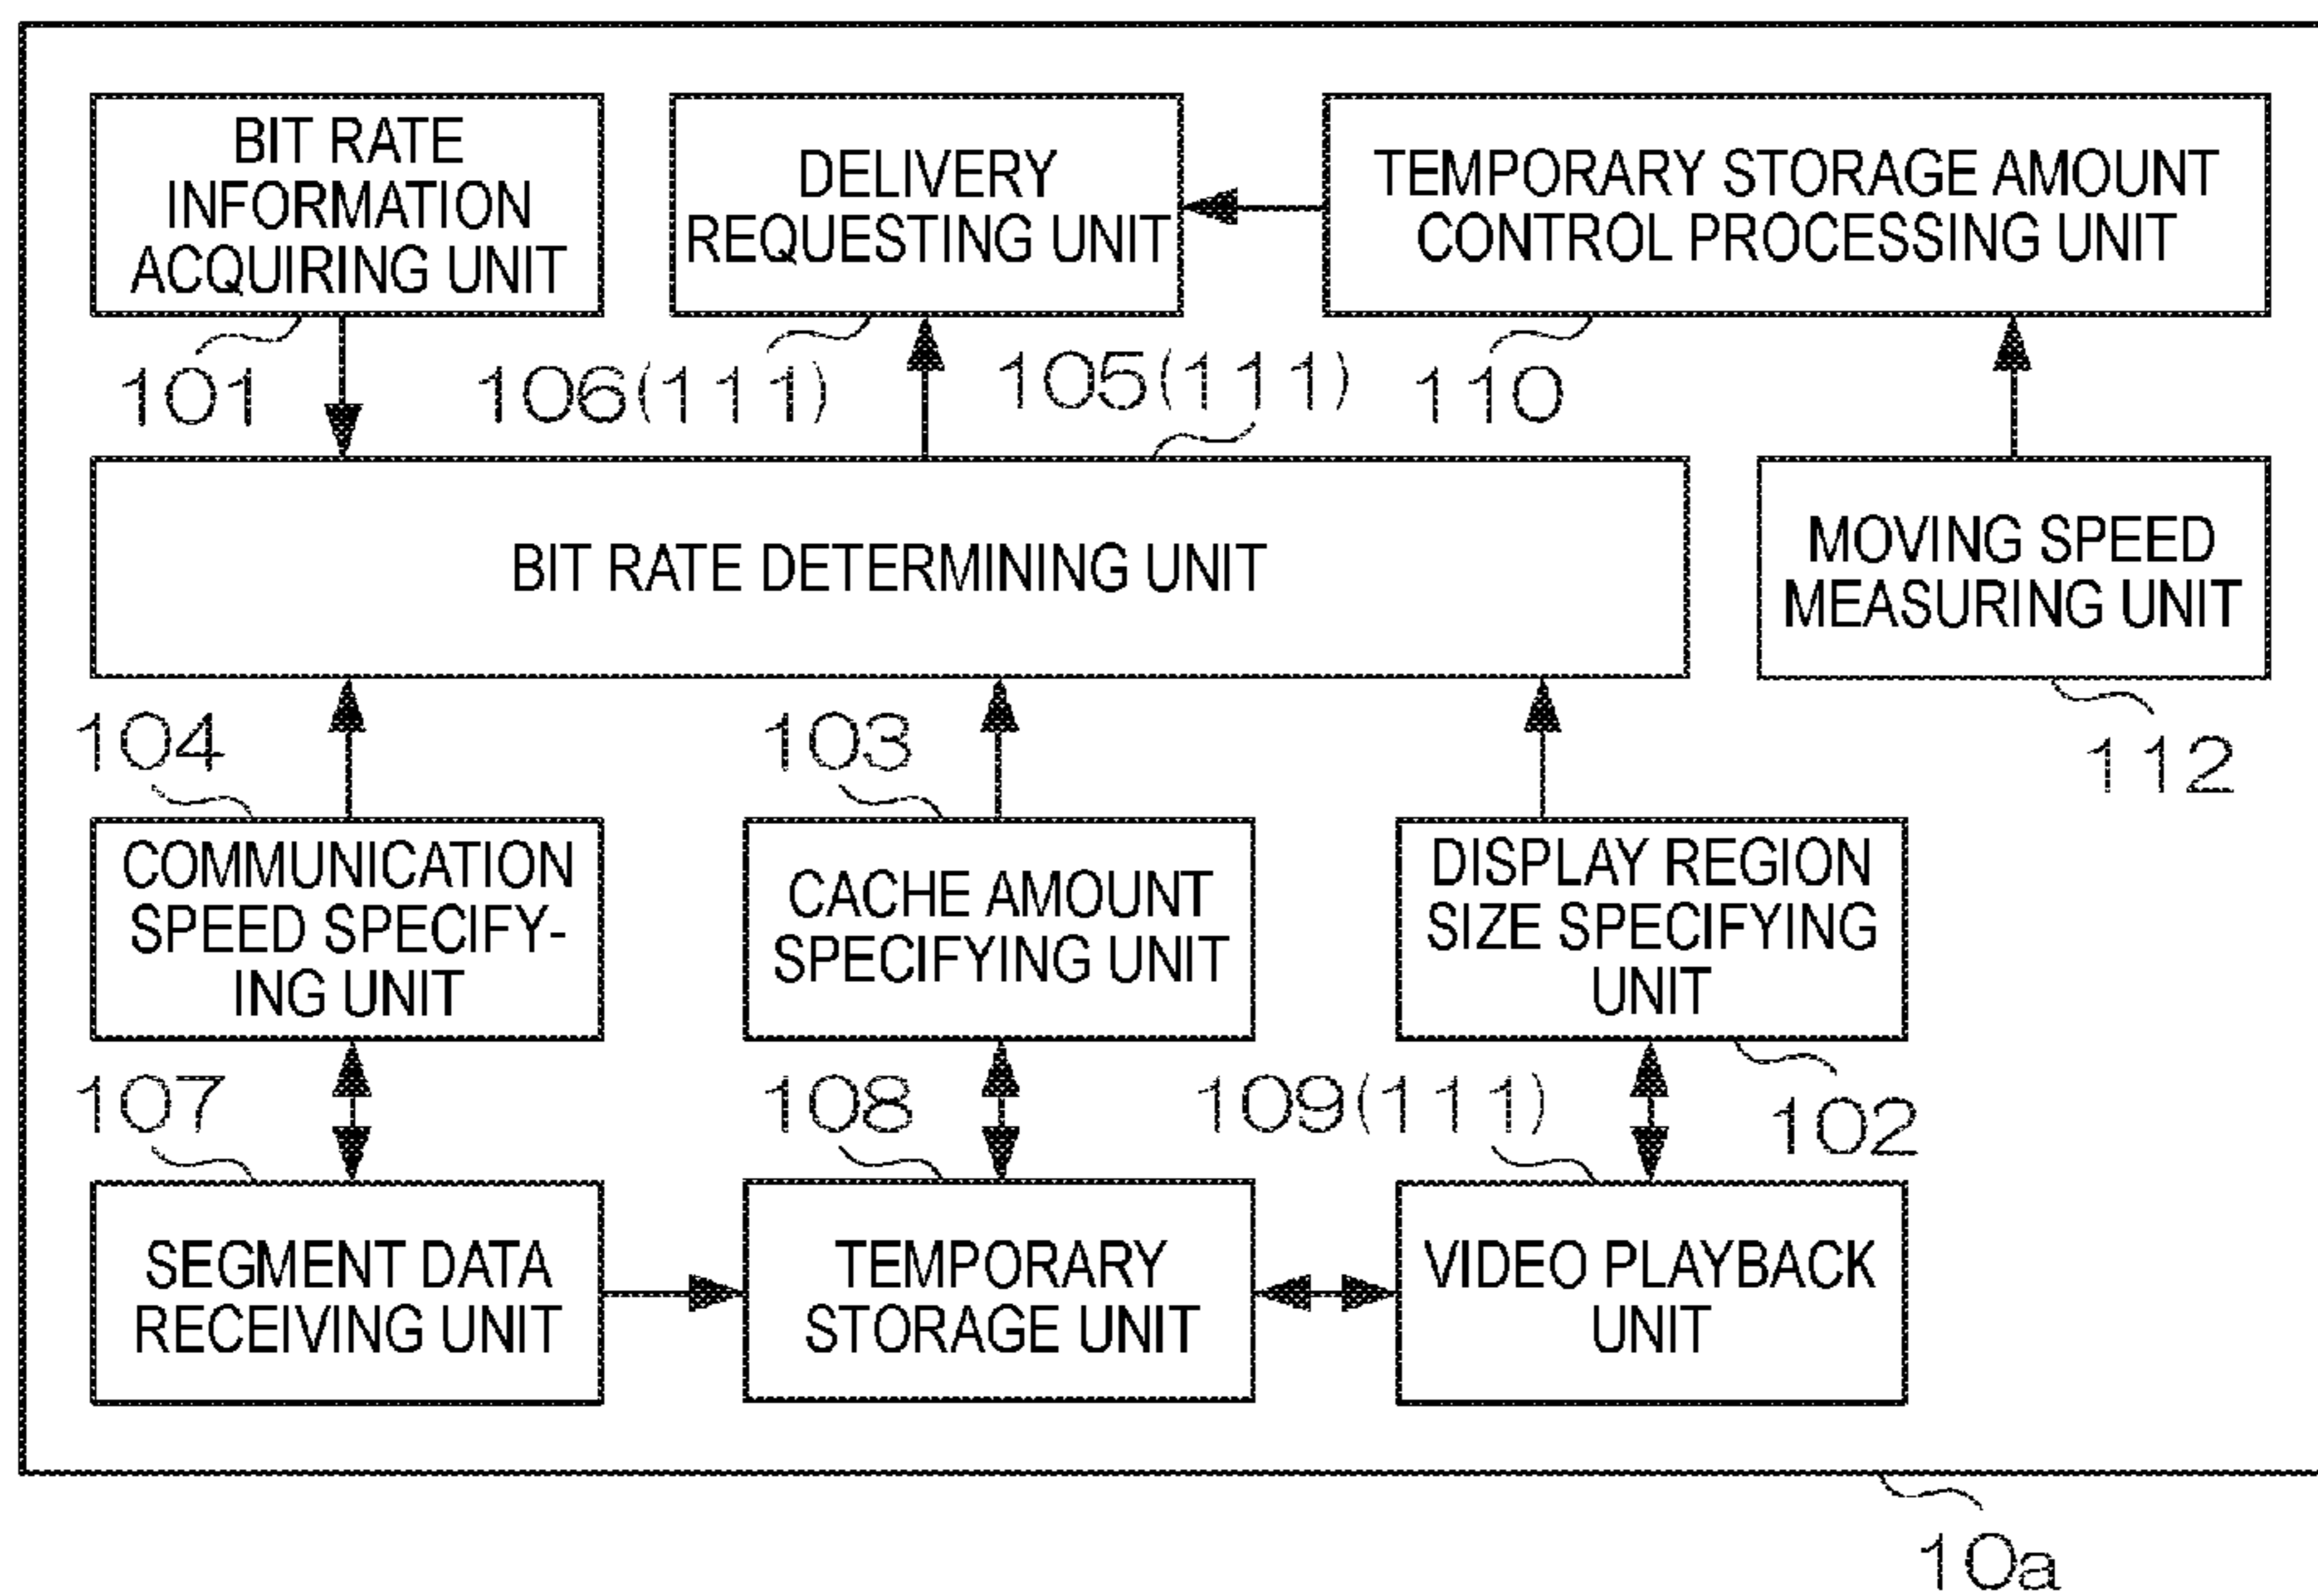 BIT RATE
INFORMATION
ACQUIRING UNIT
DELIVERY
REQUESTING UNIT
TEMPORARY STORAGE AMOUNT
CONTROL PROCESSING UNIT
101
106(111)
105(111)
110
BIT RATE DETERMINING UNIT
MOVING SPEED
MEASURING UNIT
104
103
112
COMMUNICATION
SPEED SPECIFY-
ING UNIT
CACHE AMOUNT
SPECIFYING UNIT
DISPLAY REGION
SIZE SPECIFYING
UNIT
107
108
109(111)
102
SEGMENT DATA
RECEIVING UNIT
TEMPORARY
STORAGE UNIT
VIDEO PLAYBACK
UNIT
10a